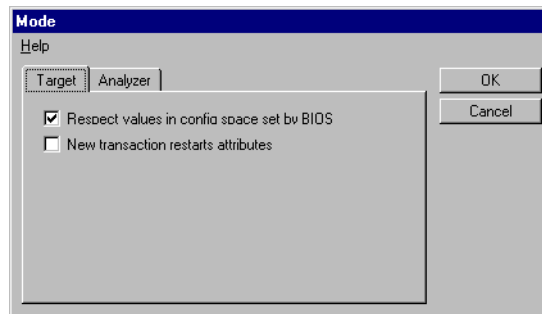 Mode
Help
Target Analyzer OK
Cancel
Respect values in config space set by BIOS
New transaction restarts attributes